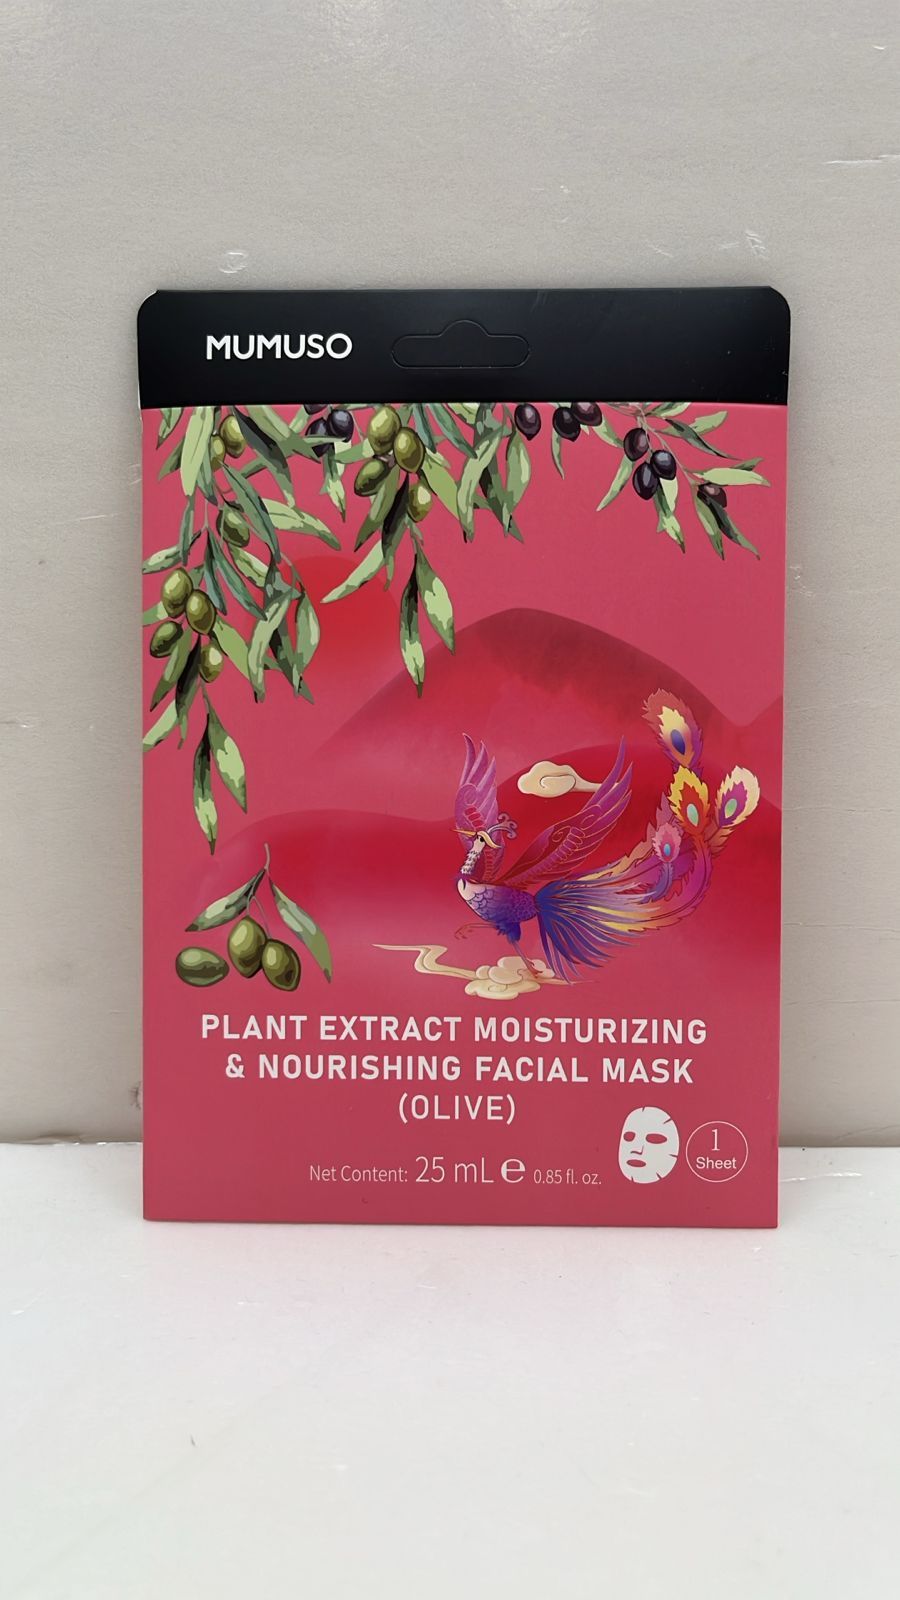 MUMUSO
PLANT EXTRACT MOISTURIZING
& NOURISHING FACIAL MASK
(OLIVE)
Net Content: 25 mL e 0.85 fl. oz.
1
Sheet